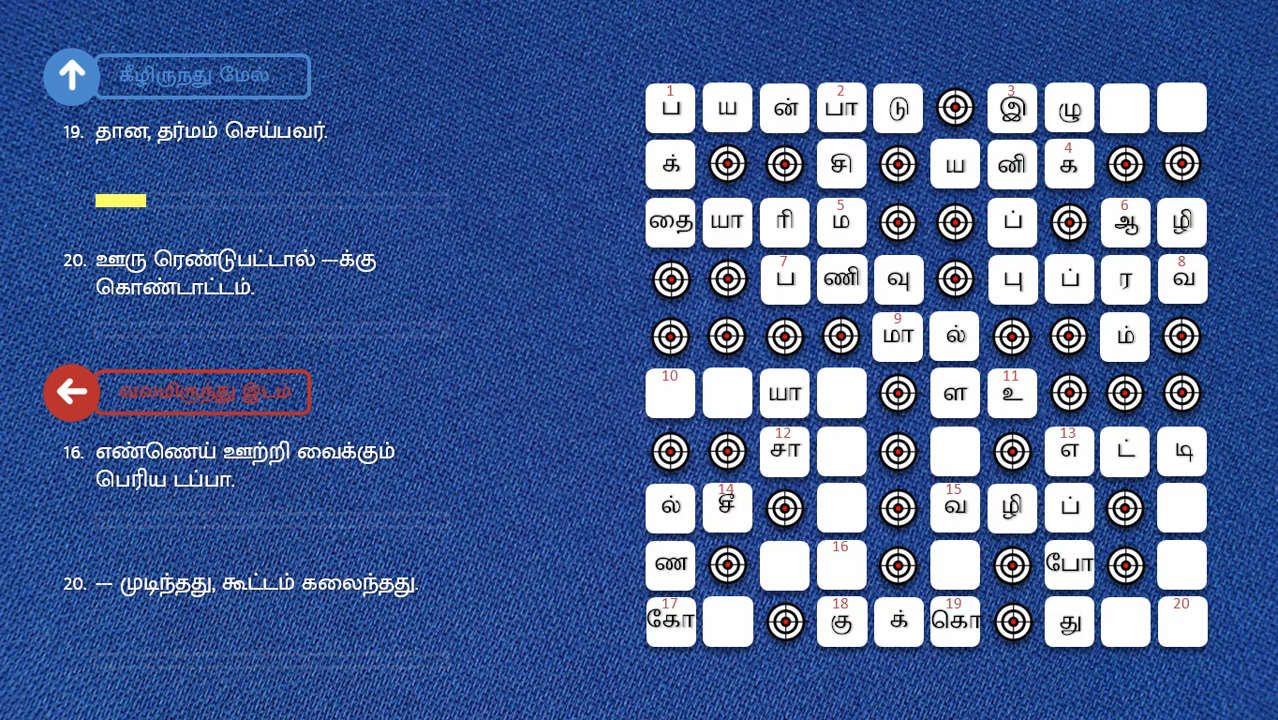 கீழிருந்து மேல்
19. தான, தர்மம் செய்பவர்.
20. ஊரு ரெண்டுபட்டால் ---க்கு
கொண்டாட்டம்.
வலமிருந்து இடம்
16. எண்ணெய் ஊற்றி வைக்கும்
பெரிய டப்பா.
20. --- முடிந்தது, கூட்டம் கலைந்தது.
1 2 3
ப ய ன் பா டு இ ழு
4
க் சி ய னி க
5 6
தை யா ரி ம் ப் ஆ ழி
7 8
ப ணி வு பு ப் ர வ
9
மா ல் ம்
10 11
யா ள உ
12 13
சா எ ட் டி
14 15
ல் சீ வ ழி ப்
16
ண போ
17 18 19 20
கோ கு க் கொ து